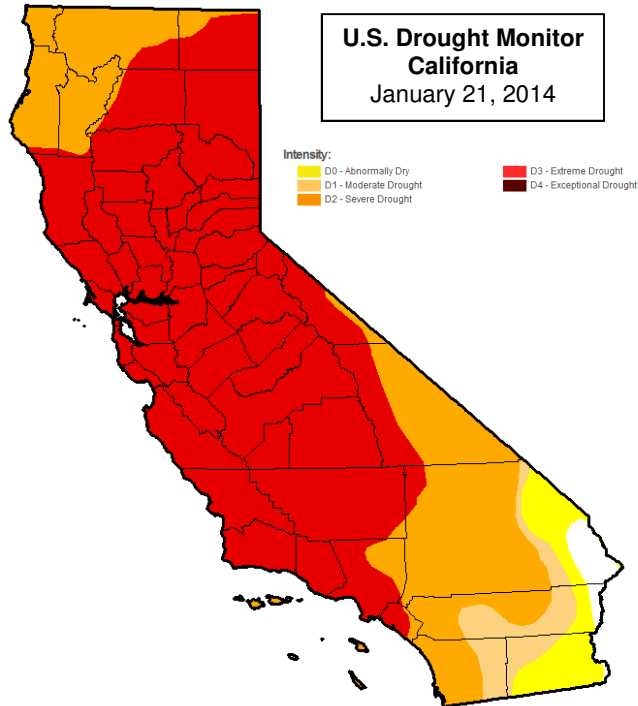 U.S. Drought Monitor
California
January 21, 2014
Intensity:
D0 - Abnormally Dry
D1 - Moderate Drought
D2 - Severe Drought
D3 - Extreme Drought
D4 - Exceptional Drought